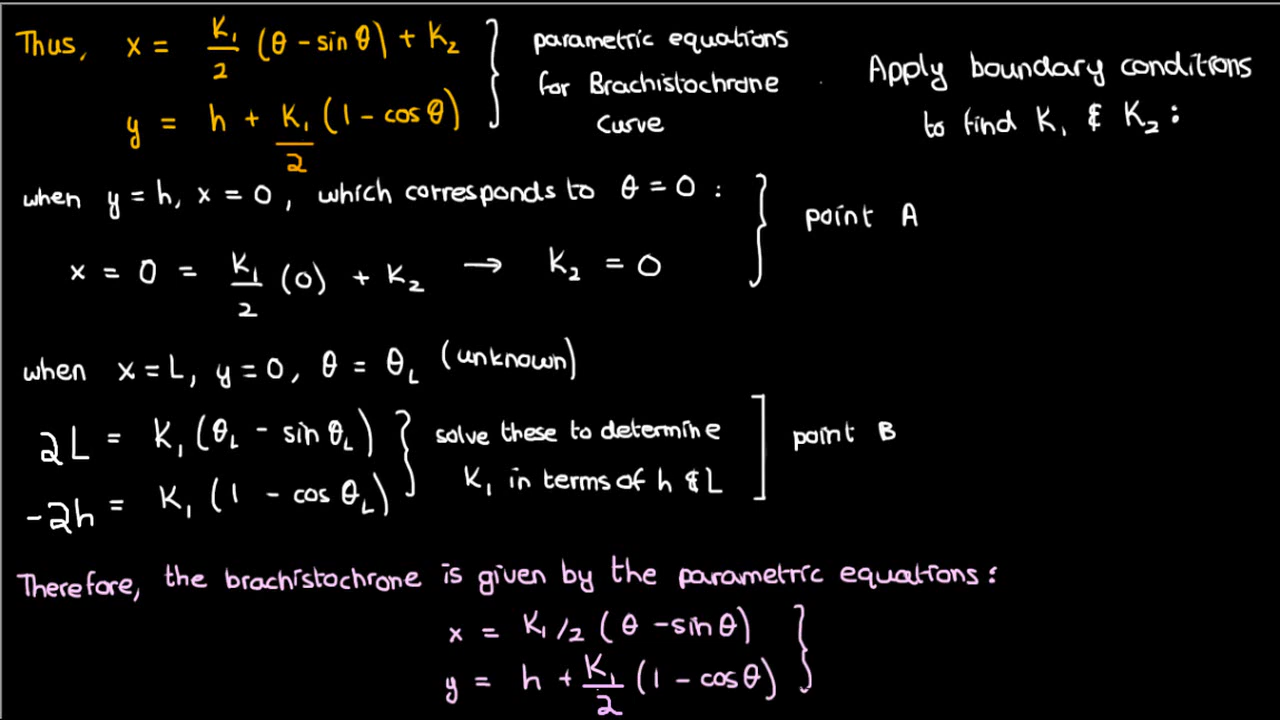 Thus, x = K₁/2 (θ - sin θ) + K₂
y = h + K₁/2 (1 - cos θ)
parametric equations
for Brachistochrone
Curve
Apply boundary conditions
to find K₁ & K₂ :
when y = h, x = 0, which corresponds to θ = 0 :
x = 0 = K₁/2 (0) + K₂ → K₂ = 0
point A
when x = L, y = 0, θ = θ_L (unknown)
2L = K₁ (θ_L - sin θ_L)
-2h = K₁ (1 - cos θ_L)
solve these to determine
K₁ in terms of h & L
point B
Therefore, the brachistochrone is given by the parametric equations :
x = K₁/2 (θ - sin θ)
y = h + K₁/2 (1 - cos θ)